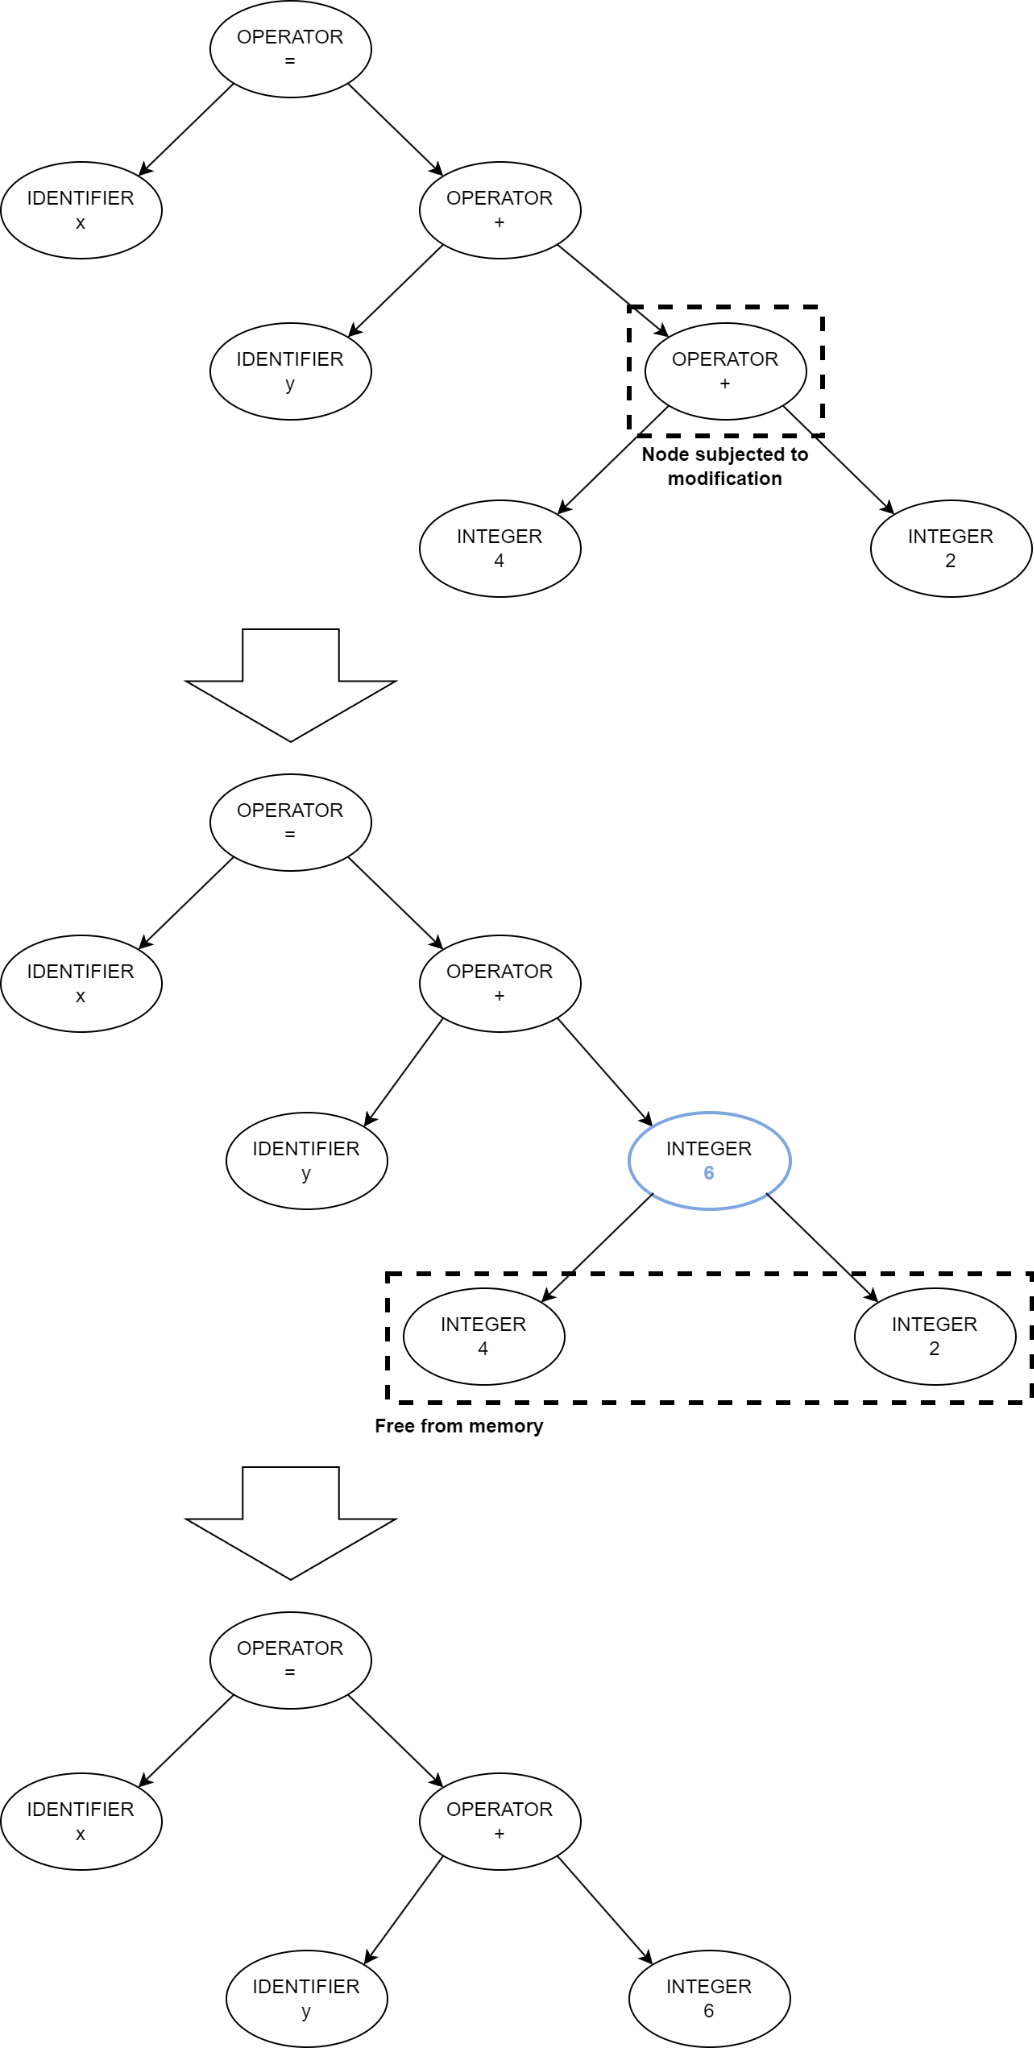 OPERATOR
=
IDENTIFIER
x
OPERATOR
+
IDENTIFIER
y
OPERATOR
+
Node subjected to
modification
INTEGER
4
INTEGER
2
OPERATOR
=
IDENTIFIER
x
OPERATOR
+
IDENTIFIER
y
INTEGER
6
INTEGER
4
INTEGER
2
Free from memory
OPERATOR
=
IDENTIFIER
x
OPERATOR
+
IDENTIFIER
y
INTEGER
6